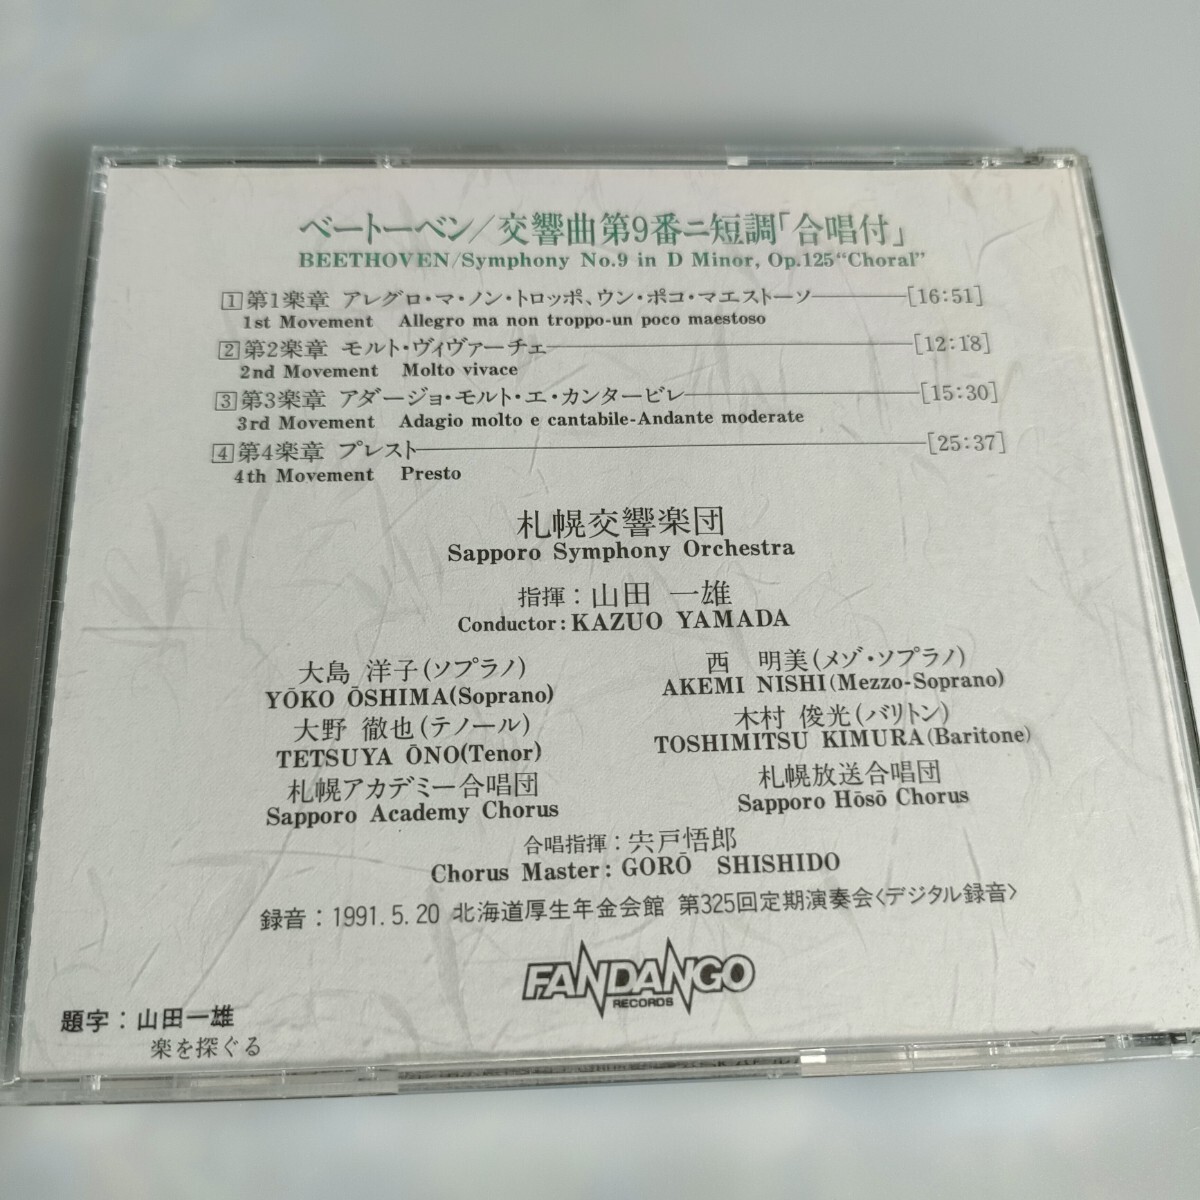 ベートーベン/交響曲第9番ニ短調「合唱付」
BEETHOVEN/Symphony No.9 in D Minor, Op.125“Choral”
1 第1楽章 アレグロ・マ・ノン・トロッポ、ウン・ポコ・マエストーソ [16:51]
1st Movement Allegro ma non troppo-un poco maestoso
2 第2楽章 モルト・ヴィヴァーチェ [12:18]
2nd Movement Molto vivace
3 第3楽章 アダージョ・モルト・エ・カンタービレ [15:30]
3rd Movement Adagio molto e cantabile-Andante moderate
4 第4楽章 プレスト [25:37]
4th Movement Presto
札幌交響楽団
Sapporo Symphony Orchestra
指揮：山田 一雄
Conductor: KAZUO YAMADA
大島 洋子(ソプラノ)
YŌKO ŌSHIMA(Soprano)
西 明美(メゾ・ソプラノ)
AKEMI NISHI(Mezzo-Soprano)
大野 徹也(テノール)
TETSUYA ŌNO(Tenor)
木村 俊光(バリトン)
TOSHIMITSU KIMURA(Baritone)
札幌アカデミー合唱団
Sapporo Academy Chorus
札幌放送合唱団
Sapporo Hōsō Chorus
合唱指揮：宍戸悟郎
Chorus Master: GORŌ SHISHIDO
録音：1991.5.20 北海道厚生年金会館 第325回定期演奏会〈デジタル録音〉
FANDANGO
RECORDS
題字：山田一雄
楽を探ぐる